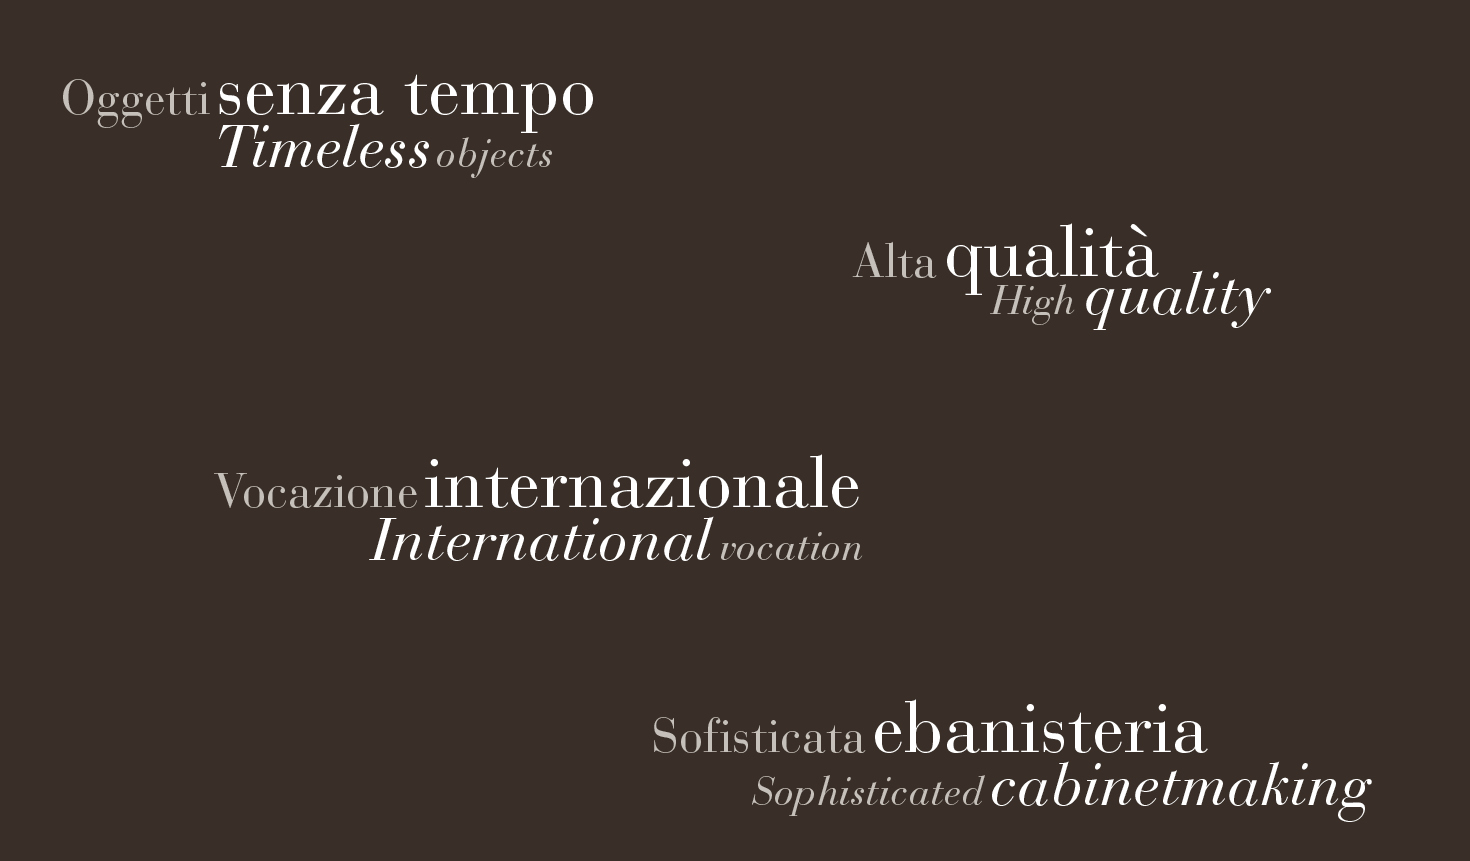 Oggetti senza tempo
Timeless objects
Alta qualità
High quality
Vocazione internazionale
International vocation
Sofisticata ebanisteria
Sophisticated cabinetmaking